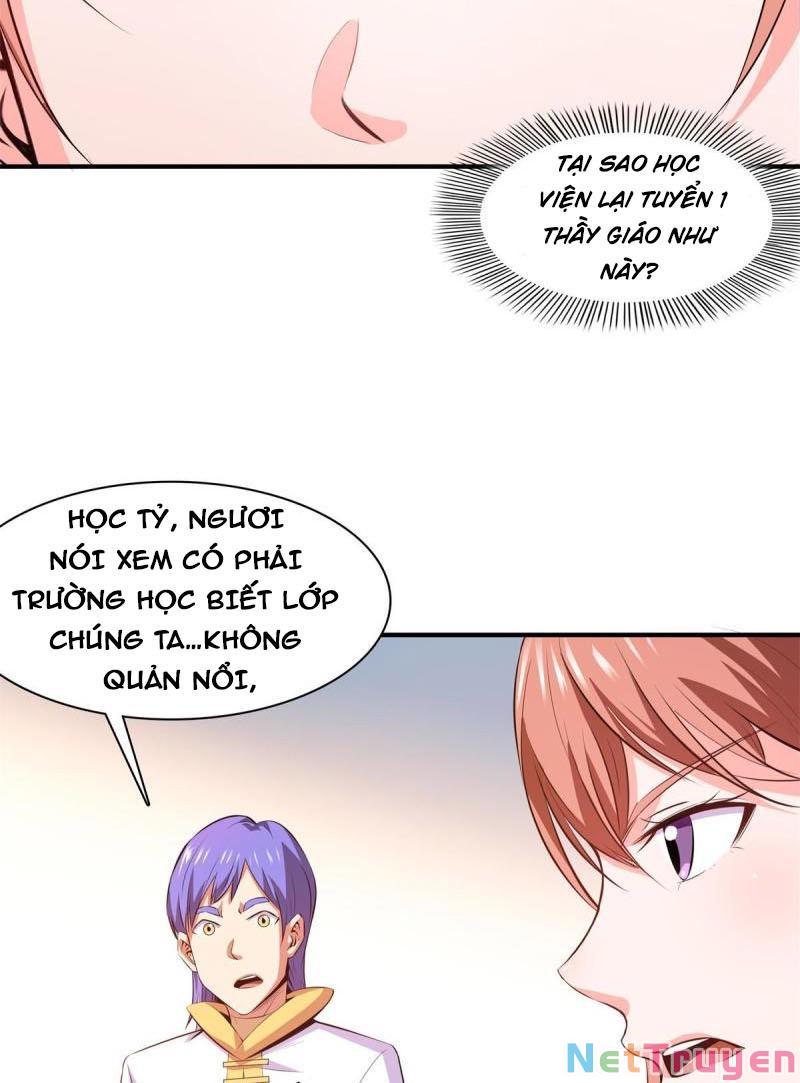 TẠI SAO HỌC
VIỆN LẠI TUYỂN 1
THẦY GIÁO NHƯ
NÀY?
HỌC TỶ, NGƯƠI
NÓI XEM CÓ PHẢI
TRƯỜNG HỌC BIẾT LỚP
CHÚNG TA...KHÔNG
QUẢN NỔI,
NetTruyen